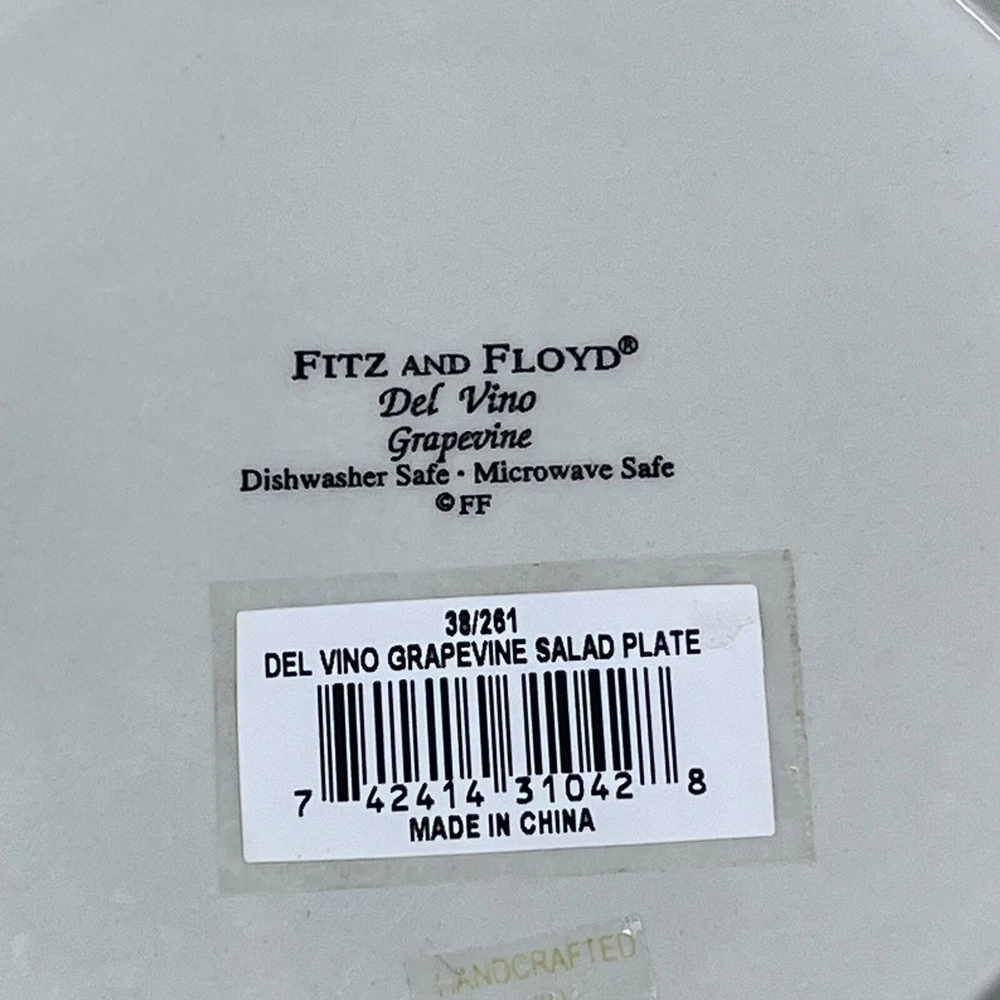 FITZ AND FLOYD®
Del Vino
Grapevine
Dishwasher Safe · Microwave Safe
© FF
38/261
DEL VINO GRAPEVINE SALAD PLATE
7 42414 31042 8
MADE IN CHINA
HANDCRAFTED